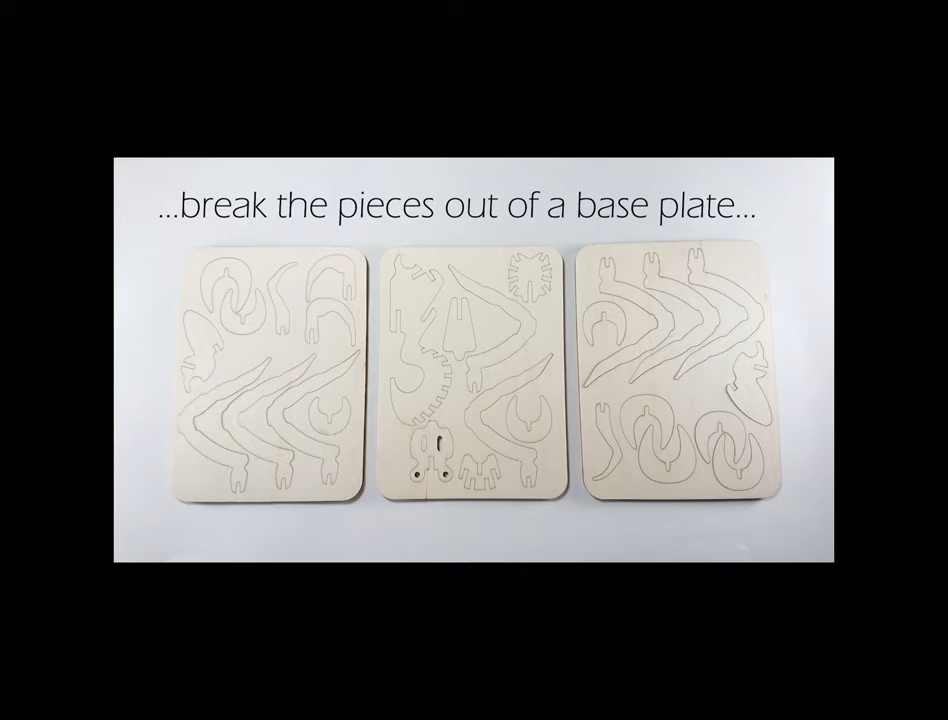 ...break the pieces out of a base plate...